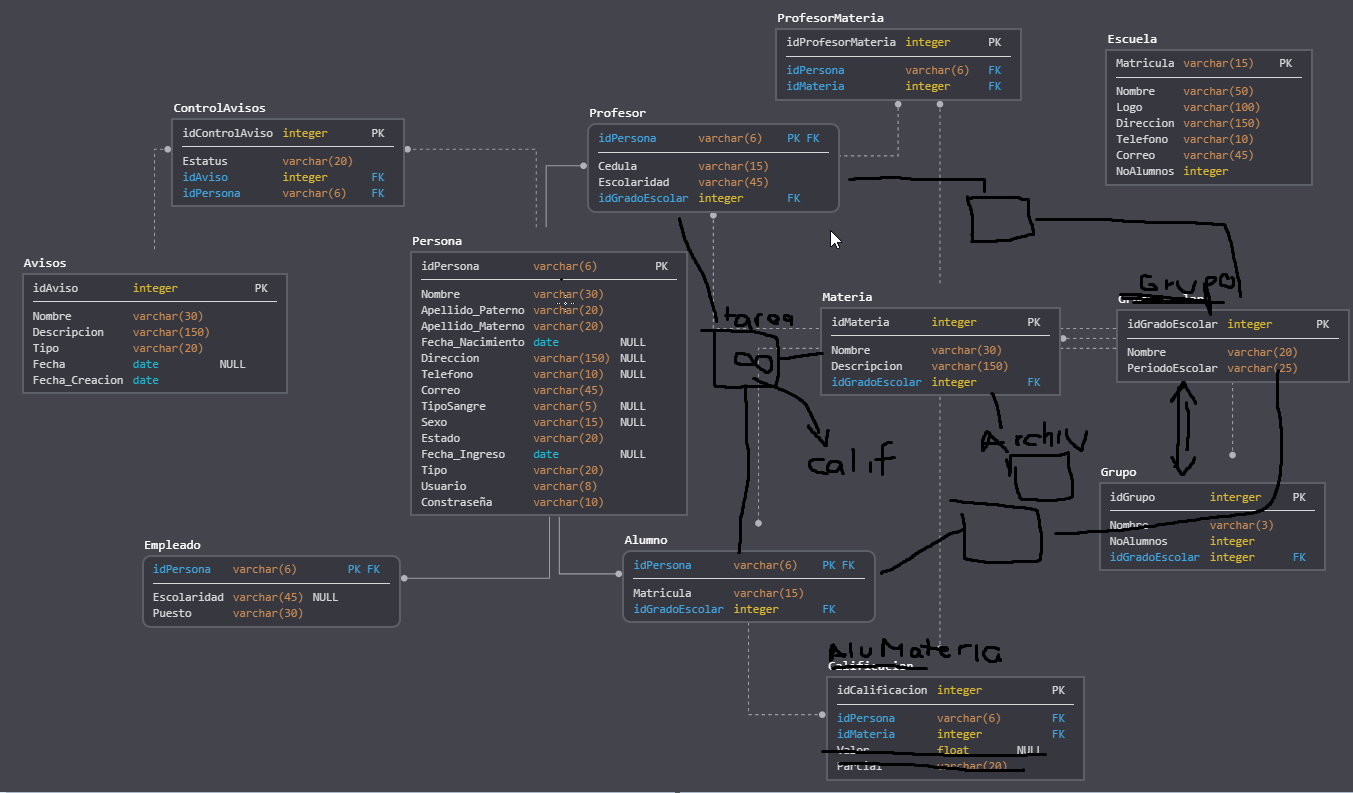 ProfesorMateria
idProfesorMateria integer PK
idPersona varchar(6) FK
idMateria integer FK
Escuela
Matricula varchar(15) PK
Nombre varchar(50)
Logo varchar(100)
Direccion varchar(150)
Telefono varchar(10)
Correo varchar(45)
NoAlumnos integer
ControlAvisos
idControlAviso integer PK
Estatus varchar(20)
idAviso integer FK
idPersona varchar(6) FK
Profesor
idPersona varchar(6) PK FK
Cedula varchar(15)
Escolaridad varchar(45)
idGradoEscolar integer FK
Avisos
idAviso integer PK
Nombre varchar(30)
Descripcion varchar(150)
Tipo varchar(20)
Fecha date NULL
Fecha_Creacion date
Persona
idPersona varchar(6) PK
Nombre varchar(30)
Apellido_Paterno varchar(20)
Apellido_Materno varchar(20)
Fecha_Nacimiento date NULL
Direccion varchar(150) NULL
Telefono varchar(10) NULL
Correo varchar(45)
TipoSangre varchar(5) NULL
Sexo varchar(15) NULL
Estado varchar(20)
Fecha_Ingreso date NULL
Tipo varchar(20)
Usuario varchar(8)
Constraseña varchar(10)
tarea
8
calif
Materia
idMateria integer PK
Nombre varchar(30)
Descripcion varchar(150)
idGradoEscolar integer FK
Grupo
idGradoEscolar integer PK
Nombre varchar(20)
PeriodoEscolar varchar(25)
Archiv
Grupo
idGrupo interger PK
Nombre varchar(3)
NoAlumnos integer
idGradoEscolar integer FK
Empleado
idPersona varchar(6) PK FK
Escolaridad varchar(45) NULL
Puesto varchar(30)
Alumno
idPersona varchar(6) PK FK
Matricula varchar(15)
idGradoEscolar integer FK
AluMateria
Calificacion
idCalificacion integer PK
idPersona varchar(6) FK
idMateria integer FK
Valor float NULL
Parcial varchar(20)